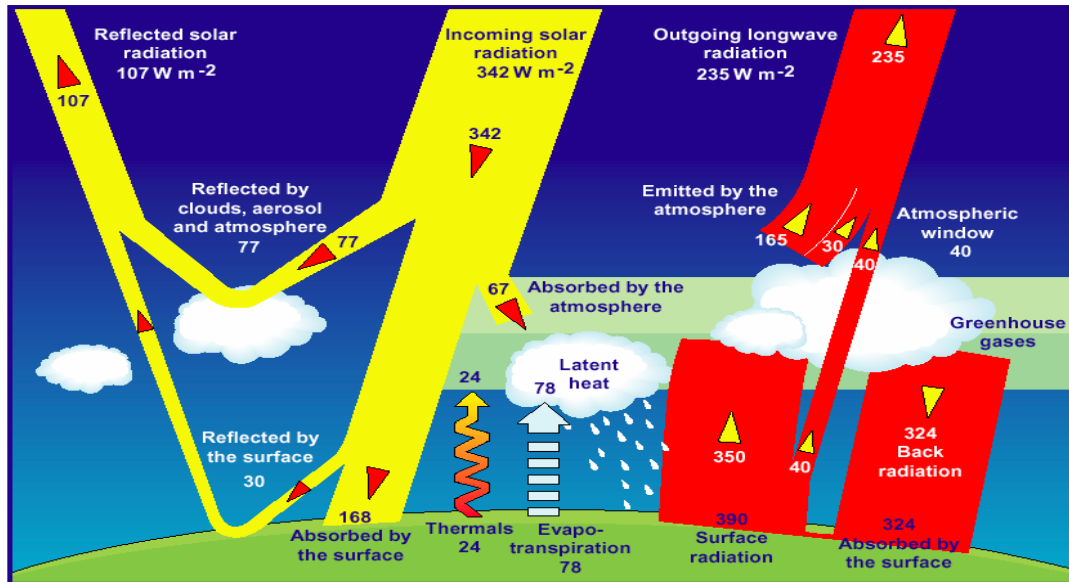 Reflected solar
radiation
107 W m-2
Incoming solar
radiation
342 W m-2
Outgoing longwave
radiation
235 W m-2
235
107
342
Reflected by
clouds, aerosol
and atmosphere
77
77
Emitted by the
atmosphere
165
30
40
Atmospheric
window
40
67
Absorbed by the
atmosphere
Greenhouse
gases
24
78
Latent
heat
Reflected by
the surface
30
350
40
324
Back
radiation
168
Absorbed by
the surface
Thermals
24
Evapo-
transpiration
78
390
Surface
radiation
324
Absorbed by
the surface